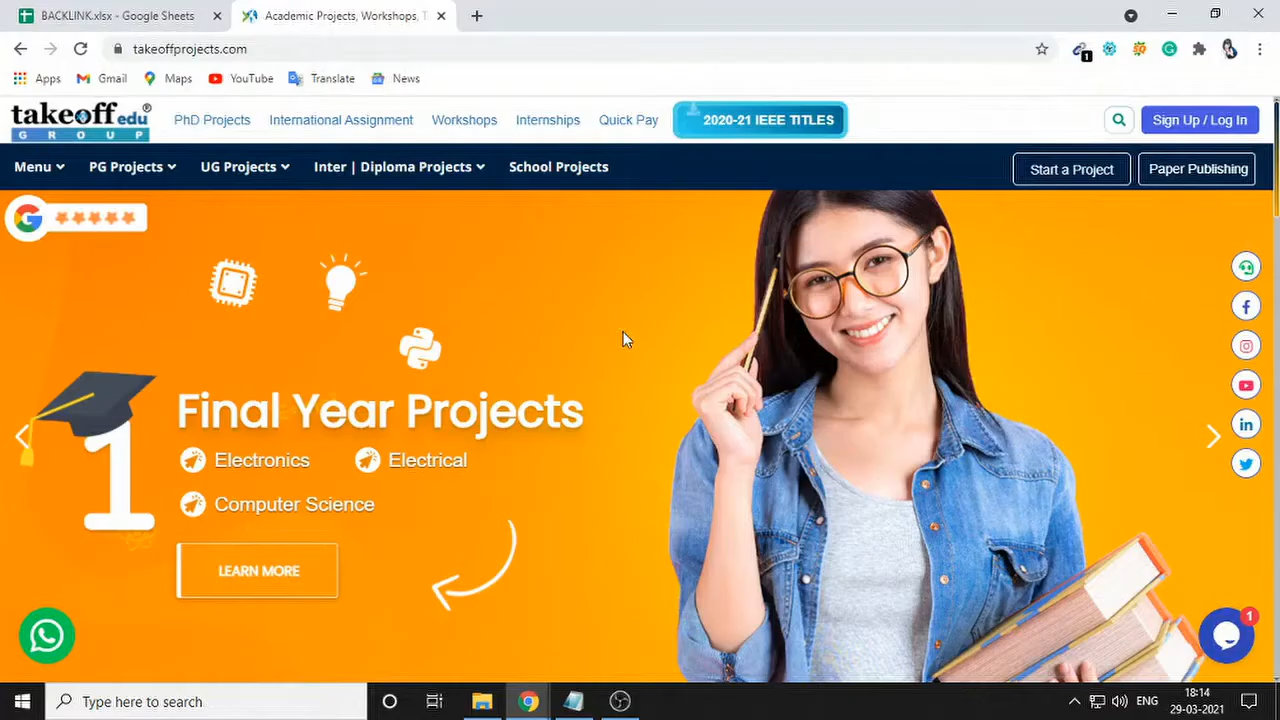 BACKLINK.xlsx - Google Sheets
Academic Projects, Workshops, T
takeoffprojects.com
1
Apps
Gmail
Maps
YouTube
Translate
News
takeoff edu®
GROUP
PhD Projects
International Assignment
Workshops
Internships
Quick Pay
2020-21 IEEE TITLES
Sign Up / Log In
Menu
PG Projects
UG Projects
Inter | Diploma Projects
School Projects
Start a Project
Paper Publishing
1
Final Year Projects
Electronics
Electrical
Computer Science
LEARN MORE
1
Type here to search
ENG
18:14
29-03-2021